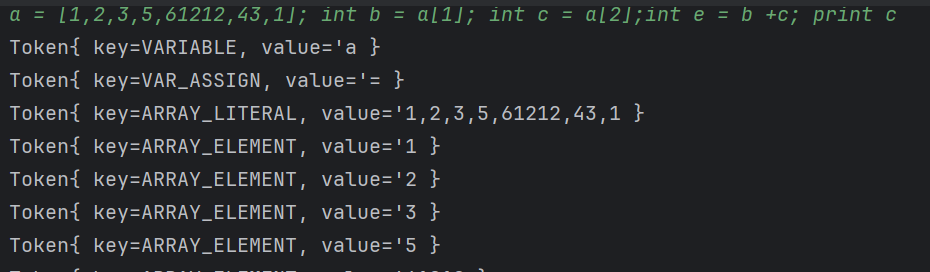 a = [1,2,3,5,61212,43,1]; int b = a[1]; int c = a[2];int e = b +c; print c
Token{ key=VARIABLE, value='a }
Token{ key=VAR_ASSIGN, value='= }
Token{ key=ARRAY_LITERAL, value='1,2,3,5,61212,43,1 }
Token{ key=ARRAY_ELEMENT, value='1 }
Token{ key=ARRAY_ELEMENT, value='2 }
Token{ key=ARRAY_ELEMENT, value='3 }
Token{ key=ARRAY_ELEMENT, value='5 }